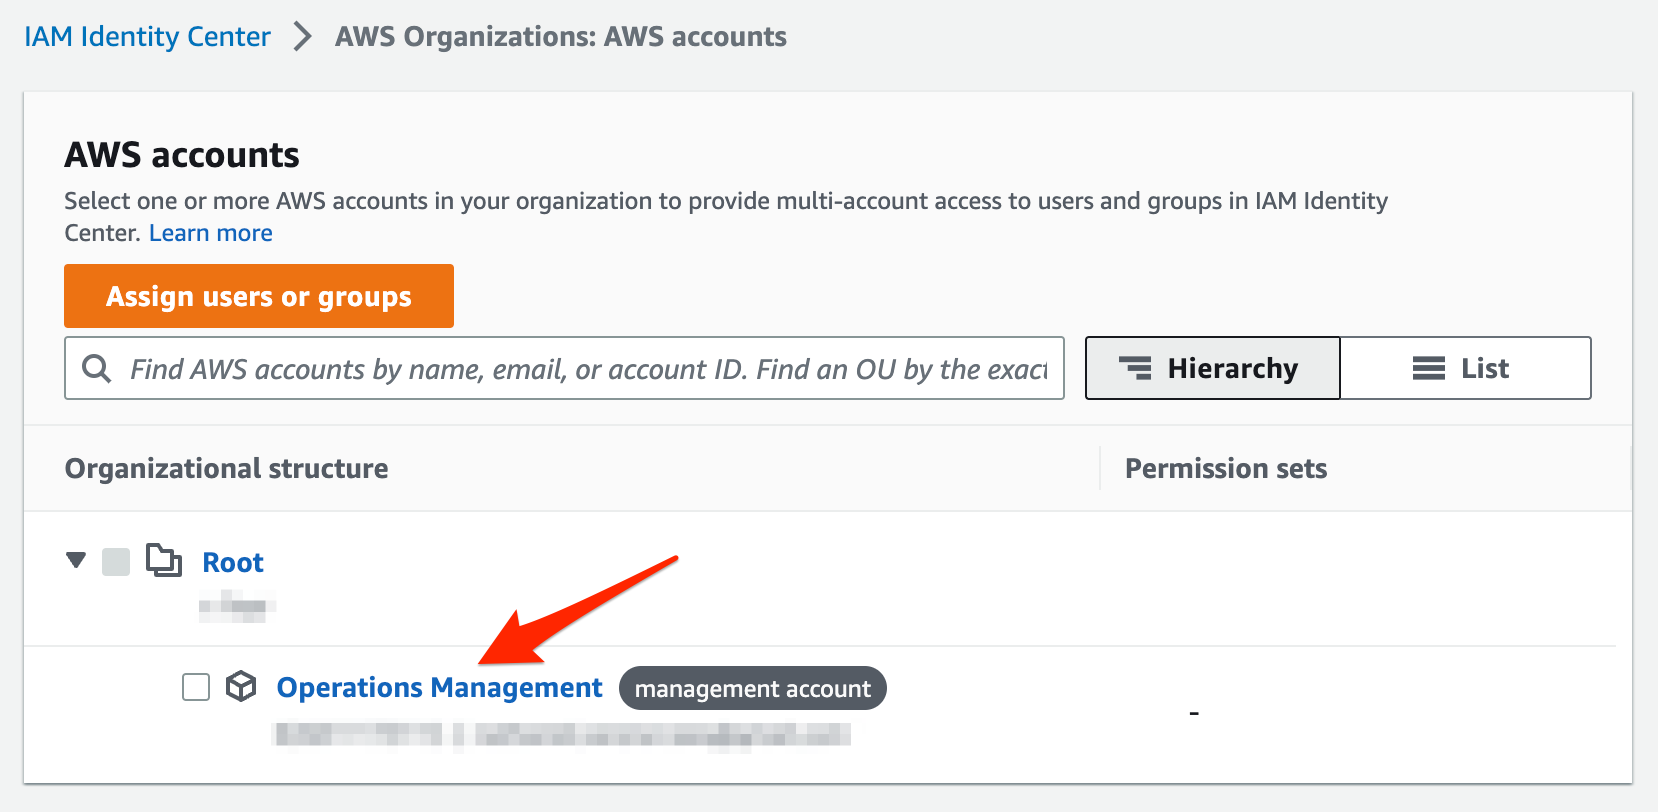 IAM Identity Center > AWS Organizations: AWS accounts
AWS accounts
Select one or more AWS accounts in your organization to provide multi-account access to users and groups in IAM Identity
Center. Learn more
Assign users or groups
Find AWS accounts by name, email, or account ID. Find an OU by the exact
Hierarchy
List
Organizational structure
Permission sets
Root
Operations Management
management account
-